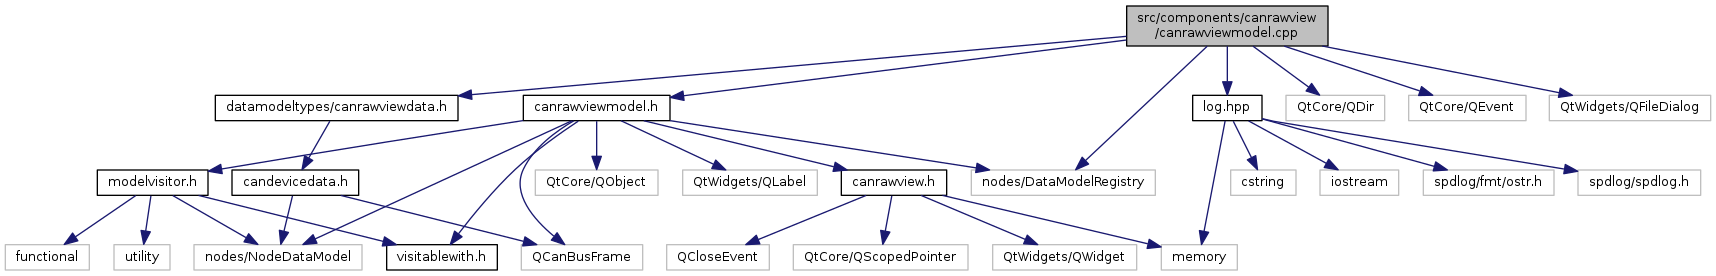 src/components/canrawview
/canrawviewmodel.cpp
datamodeltypes/canrawviewdata.h
canrawviewmodel.h
log.hpp
QtCore/QDir
QtCore/QEvent
QtWidgets/QFileDialog
modelvisitor.h
candevicedata.h
QtCore/QObject
QtWidgets/QLabel
canrawview.h
nodes/DataModelRegistry
cstring
iostream
spdlog/fmt/ostr.h
spdlog/spdlog.h
functional
utility
nodes/NodeDataModel
visitablewith.h
QCanBusFrame
QCloseEvent
QtCore/QScopedPointer
QtWidgets/QWidget
memory